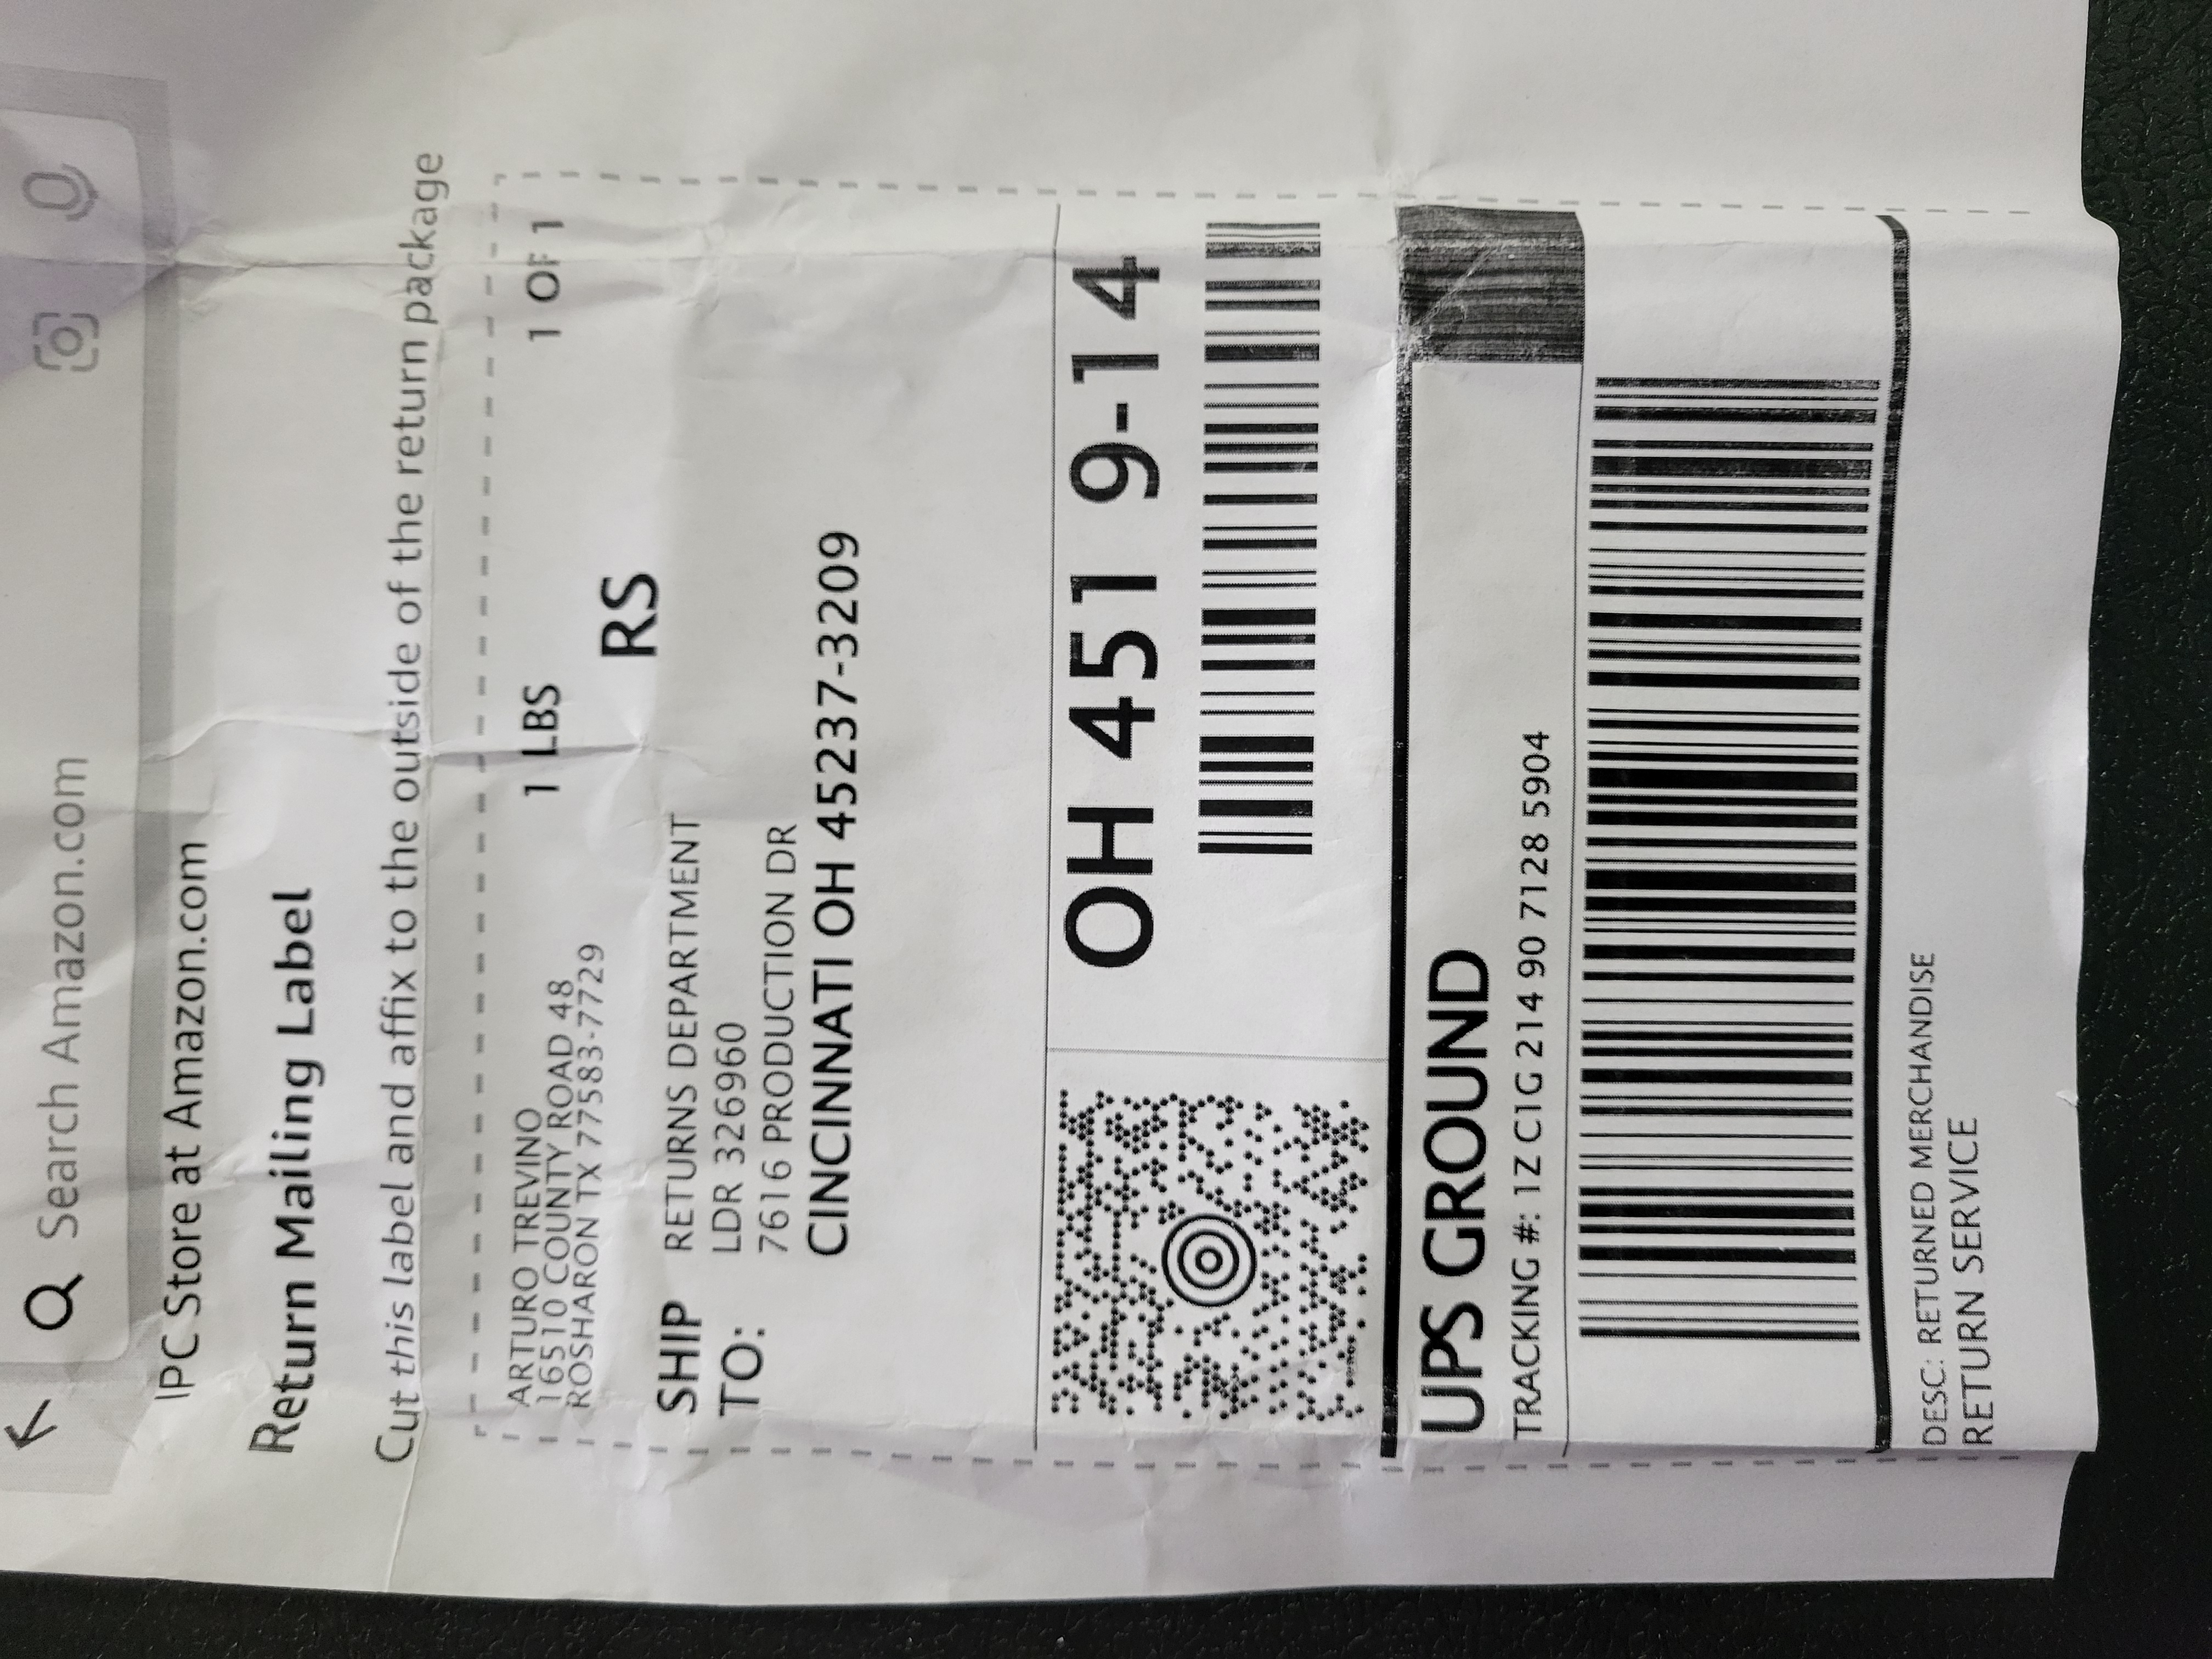 Search Amazon.com
IPC Store at Amazon.com
Return Mailing Label
Cut this label and affix to the outside of the return package
ARTURO TREVINO
16510 COUNTY ROAD 48
ROSHARON TX 77583-7729
1 LBS
1 OF 1
RS
SHIP TO:
RETURNS DEPARTMENT
LDR 326960
7616 PRODUCTION DR
CINCINNATI OH 45237-3209
OH 451 9-14
UPS GROUND
TRACKING #: 1Z C1G 214 90 7128 5904
DESC: RETURNED MERCHANDISE
RETURN SERVICE